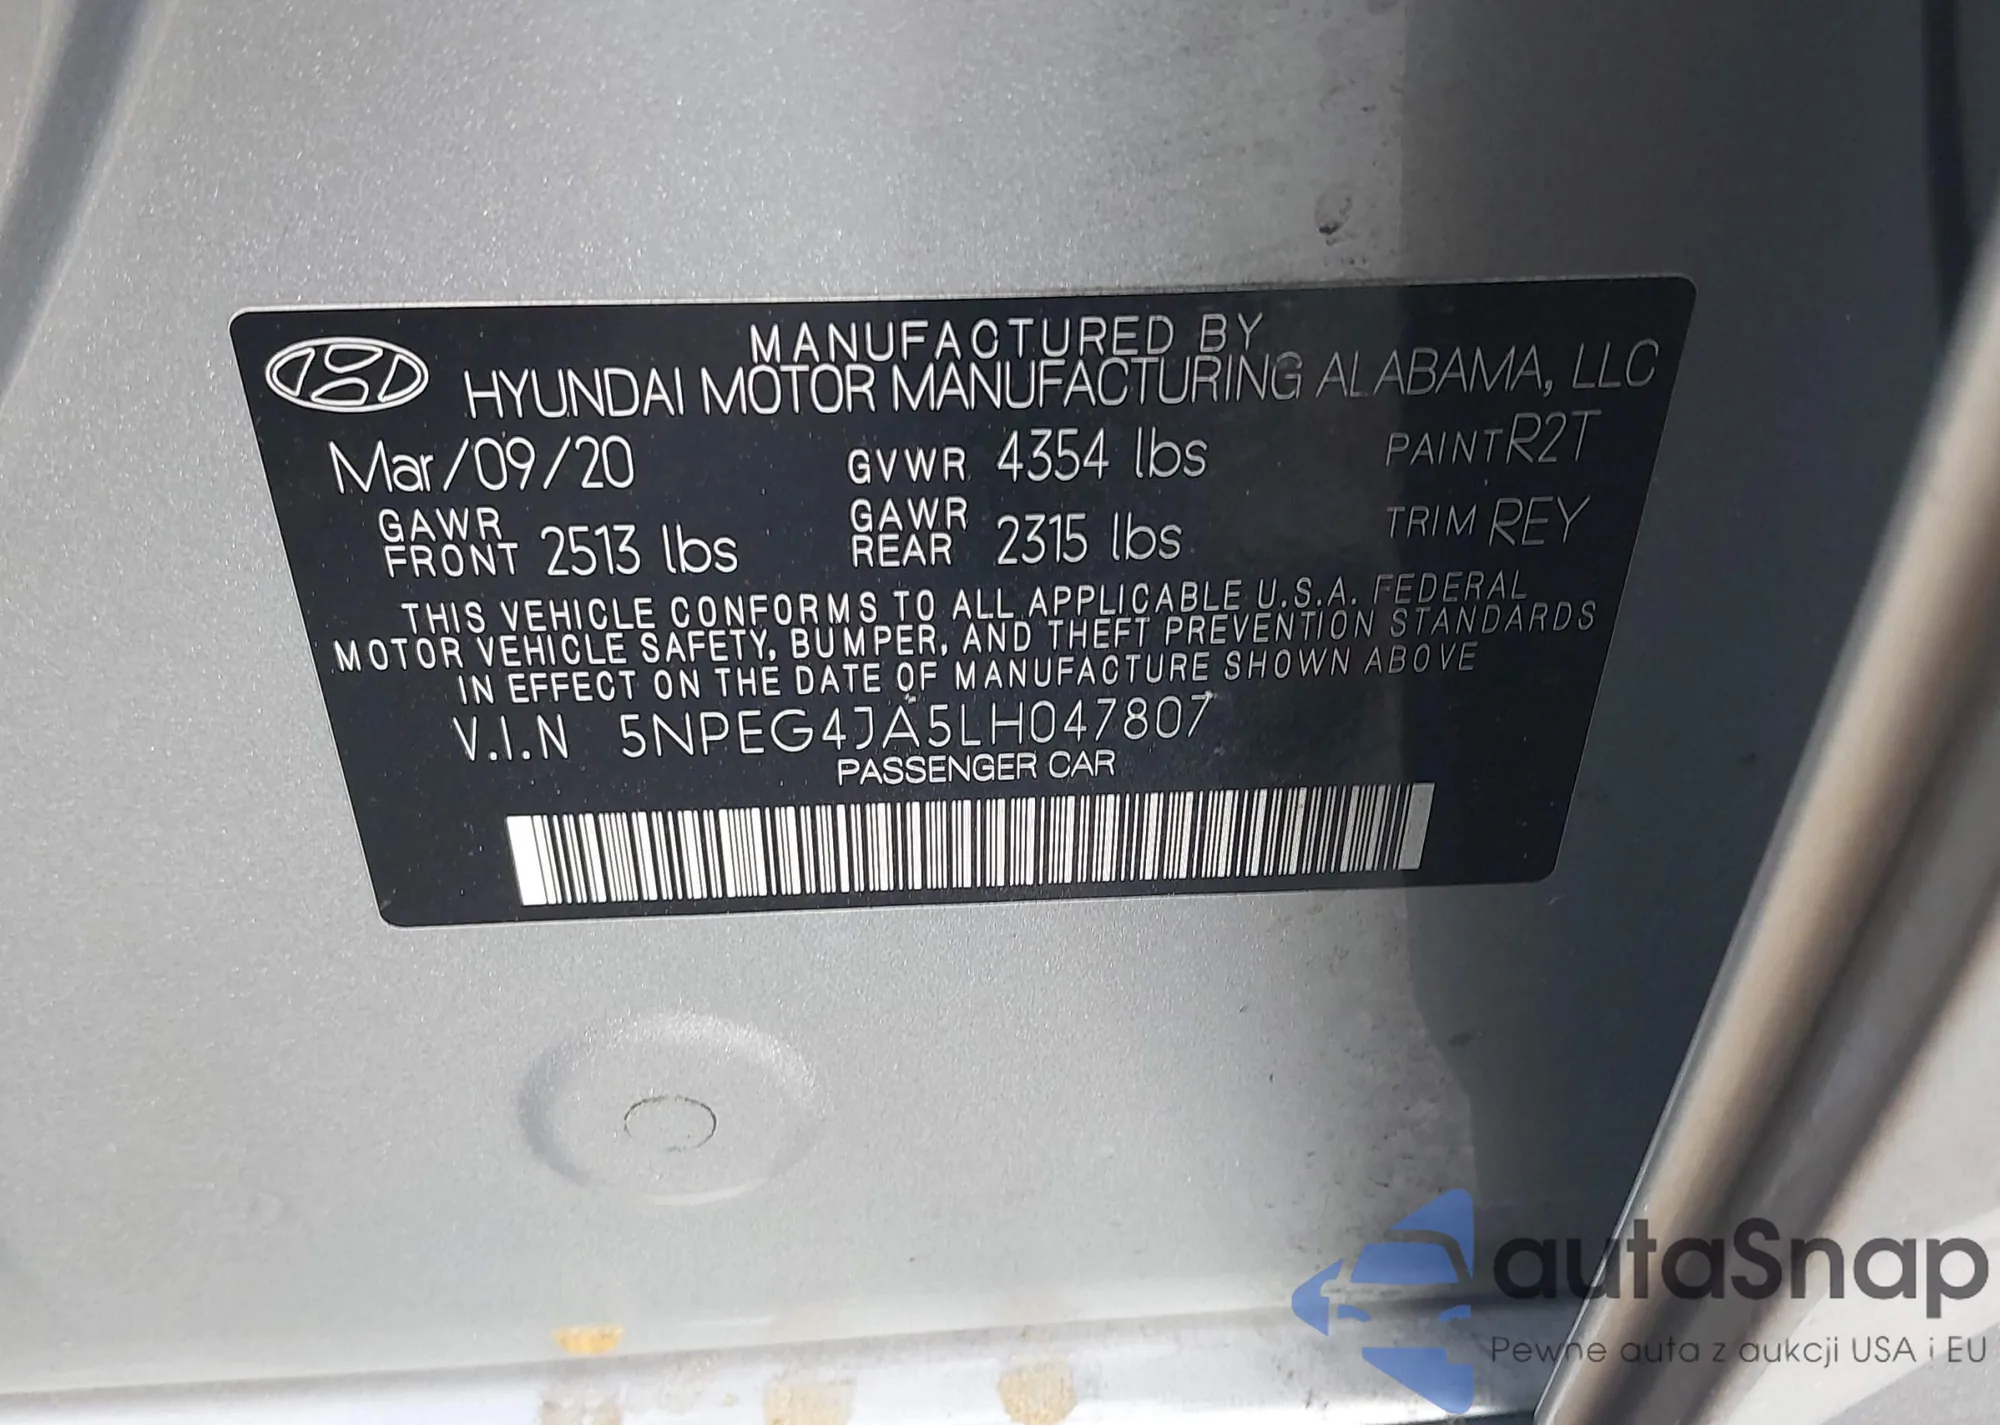 MANUFACTURED BY
HYUNDAI MOTOR MANUFACTURING ALABAMA, LLC
Mar/09/20 GVWR 4354 lbs PAINT R2T
GAWR FRONT 2513 lbs GAWR REAR 2315 lbs TRIM REY
THIS VEHICLE CONFORMS TO ALL APPLICABLE U.S.A. FEDERAL
MOTOR VEHICLE SAFETY, BUMPER, AND THEFT PREVENTION STANDARDS
IN EFFECT ON THE DATE OF MANUFACTURE SHOWN ABOVE
V.I.N 5NPEG4JA5LH047807
PASSENGER CAR
autaSnap
Pewne auta z aukcji USA i EU